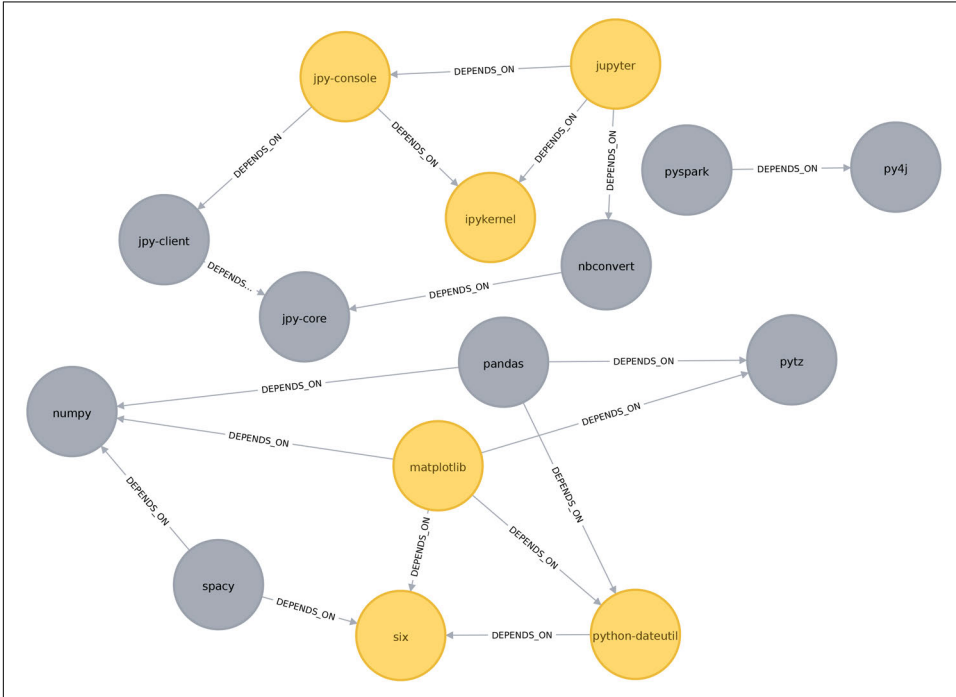 jpy-console
DEPENDS_ON
jupyter
DEPENDS_ON
DEPENDS_ON
DEPENDS_ON
DEPENDS_ON
pyspark
DEPENDS_ON
py4j
ipykernel
jpy-client
nbconvert
DEPENDS...
DEPENDS_ON
jpy-core
pandas
DEPENDS_ON
pytz
DEPENDS_ON
numpy
DEPENDS_ON
DEPENDS_ON
matplotlib
DEPENDS_ON
DEPENDS_ON
DEPENDS_ON
DEPENDS_ON
spacy
DEPENDS_ON
six
DEPENDS_ON
python-dateutil